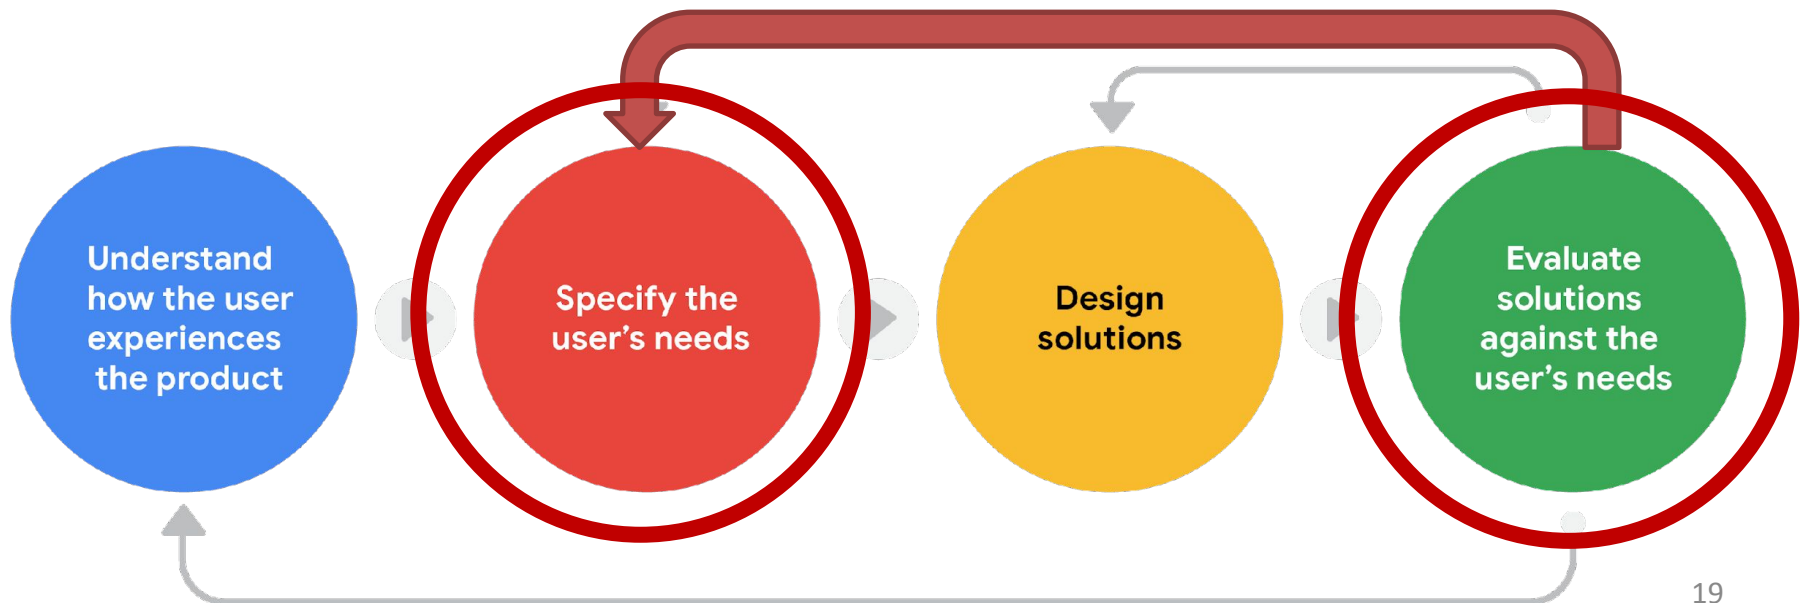 Understand
how the user
experiences
the product
Specify the
user’s needs
Design
solutions
Evaluate
solutions
against the
user’s needs
19